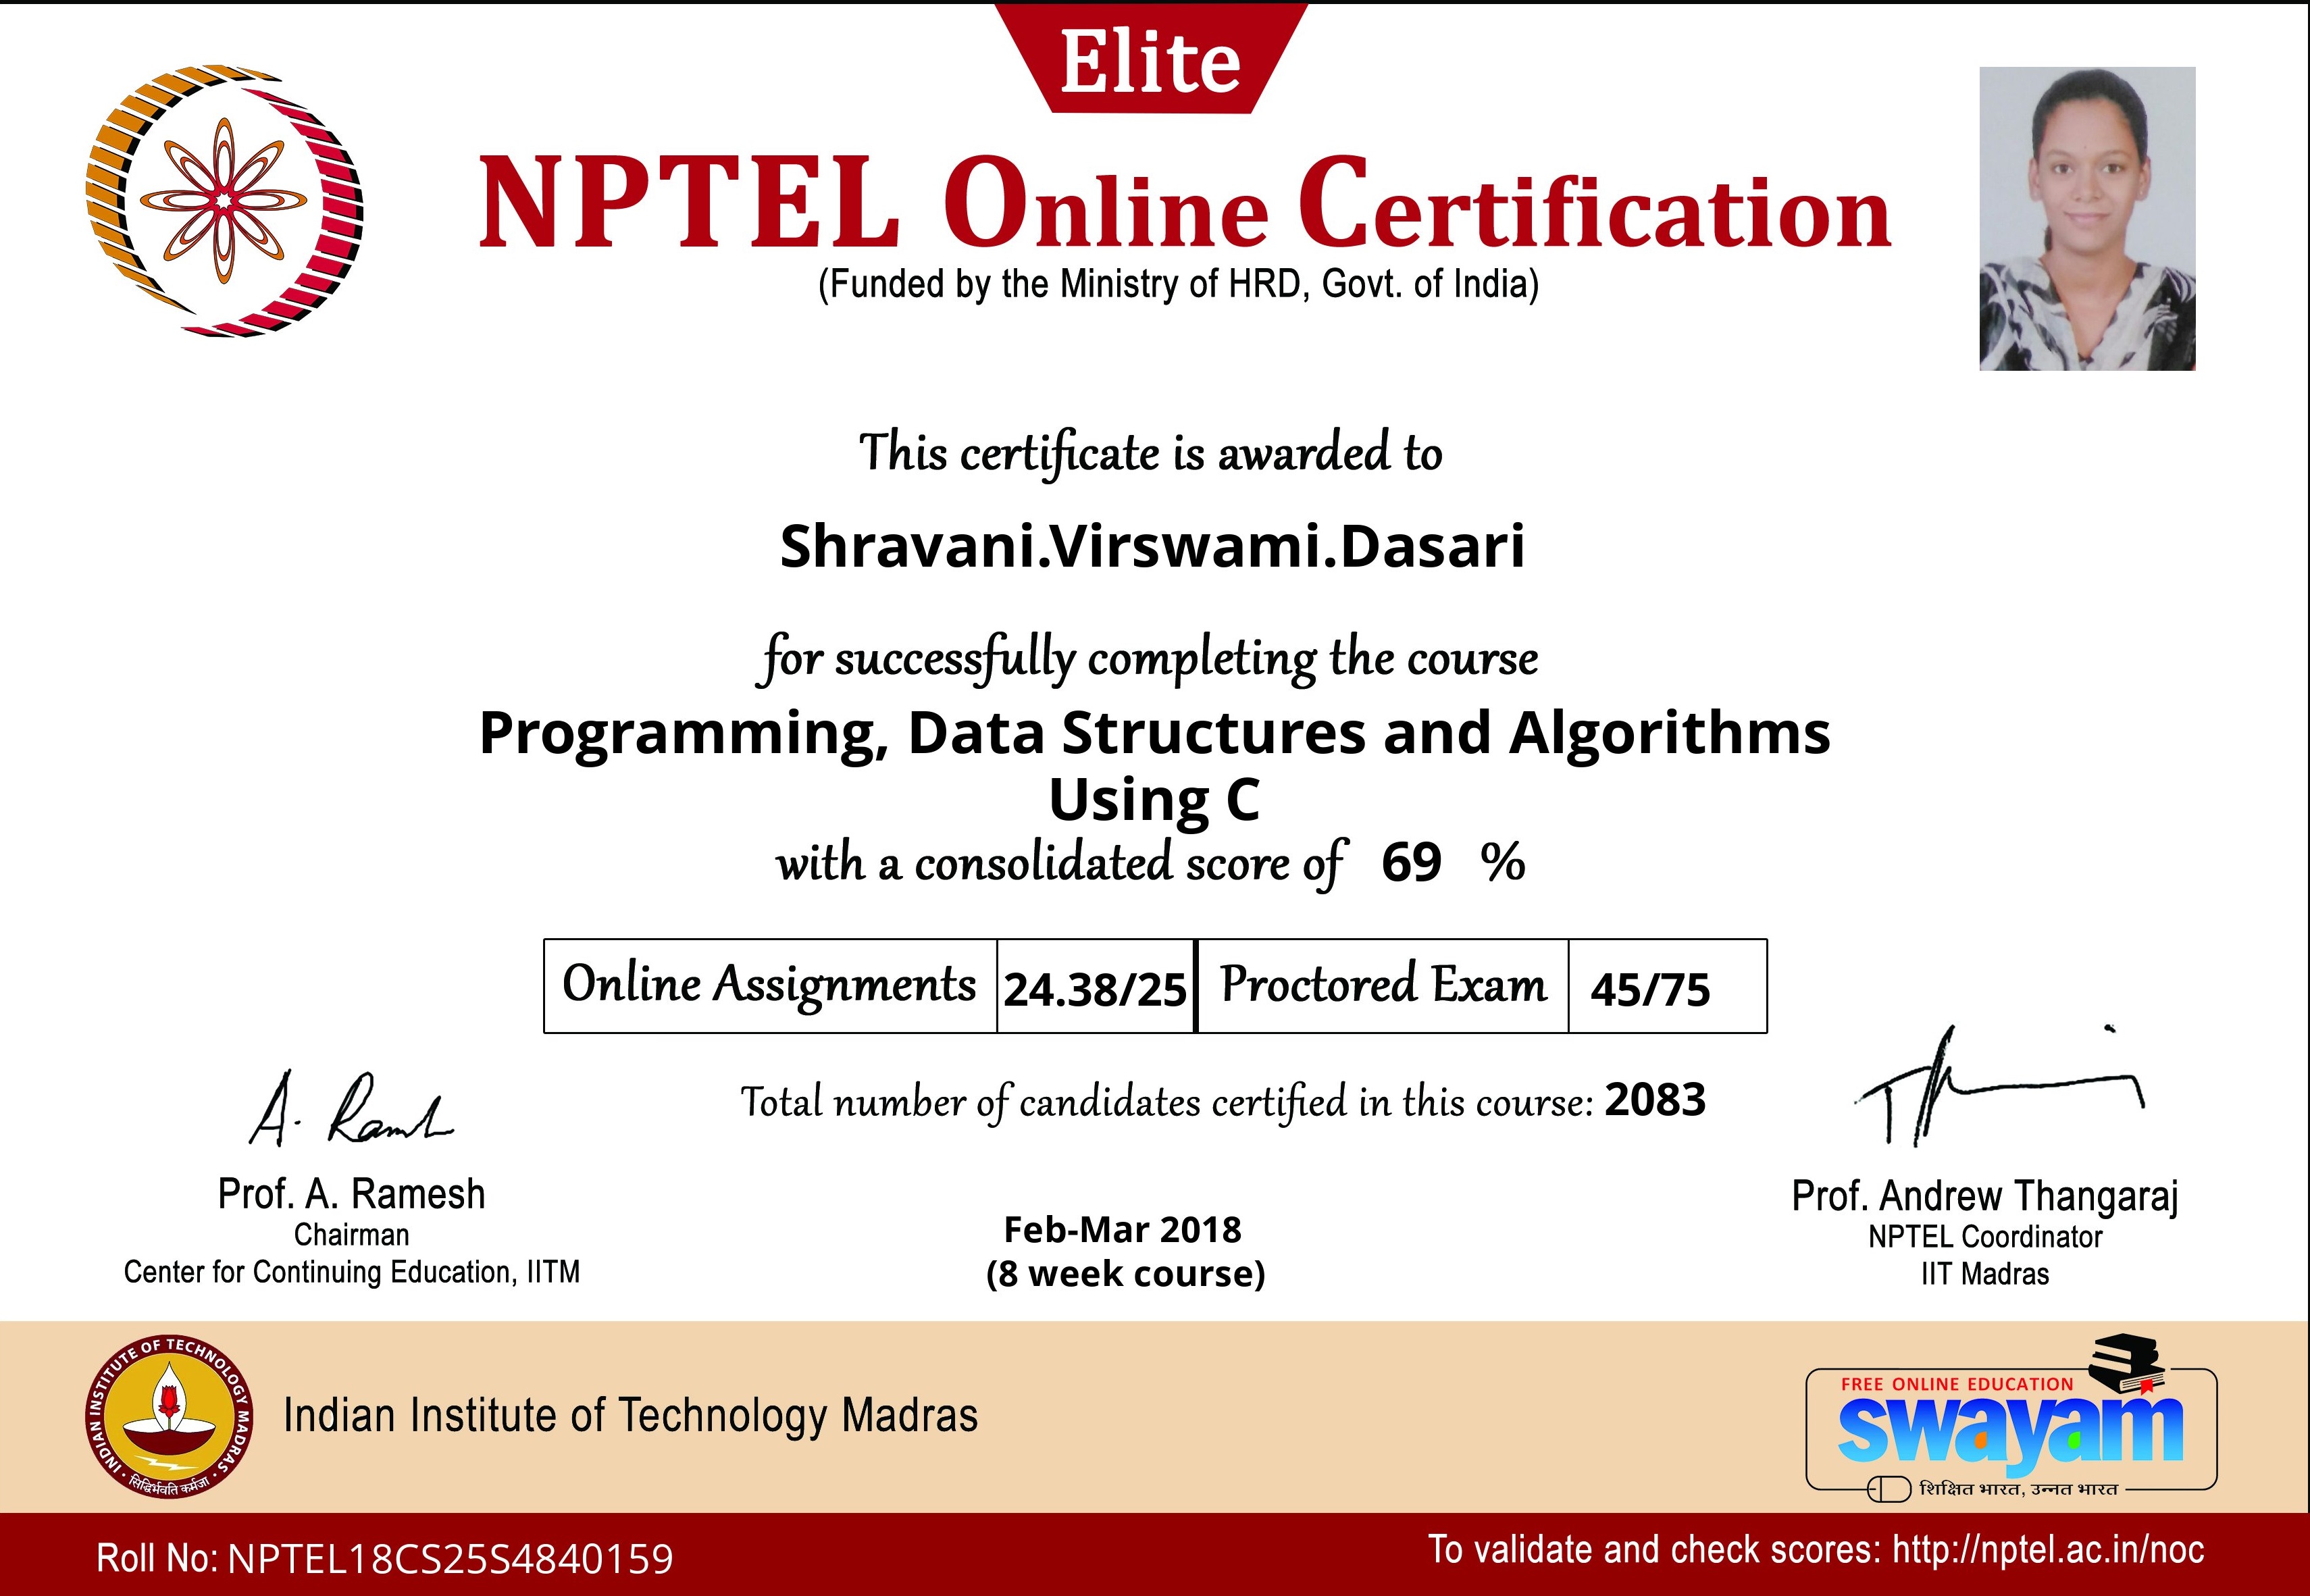 Elite
NPTEL Online Certification
(Funded by the Ministry of HRD, Govt. of India)
This certificate is awarded to
Shravani.Virswami.Dasari
for successfully completing the course
Programming, Data Structures and Algorithms
Using C
with a consolidated score of 69 %
Online Assignments 24.38/25 Proctored Exam 45/75
Total number of candidates certified in this course: 2083
A. Ramesh
Prof. A. Ramesh
Chairman
Center for Continuing Education, IITM
Feb-Mar 2018
(8 week course)
Prof. Andrew Thangaraj
NPTEL Coordinator
IIT Madras
INDIAN INSTITUTE OF TECHNOLOGY MADRAS
सिद्धिर्भवति कर्मजा
Indian Institute of Technology Madras
FREE ONLINE EDUCATION
swayam
शिक्षित भारत, उन्नत भारत
Roll No: NPTEL18CS25S4840159
To validate and check scores: http://nptel.ac.in/noc